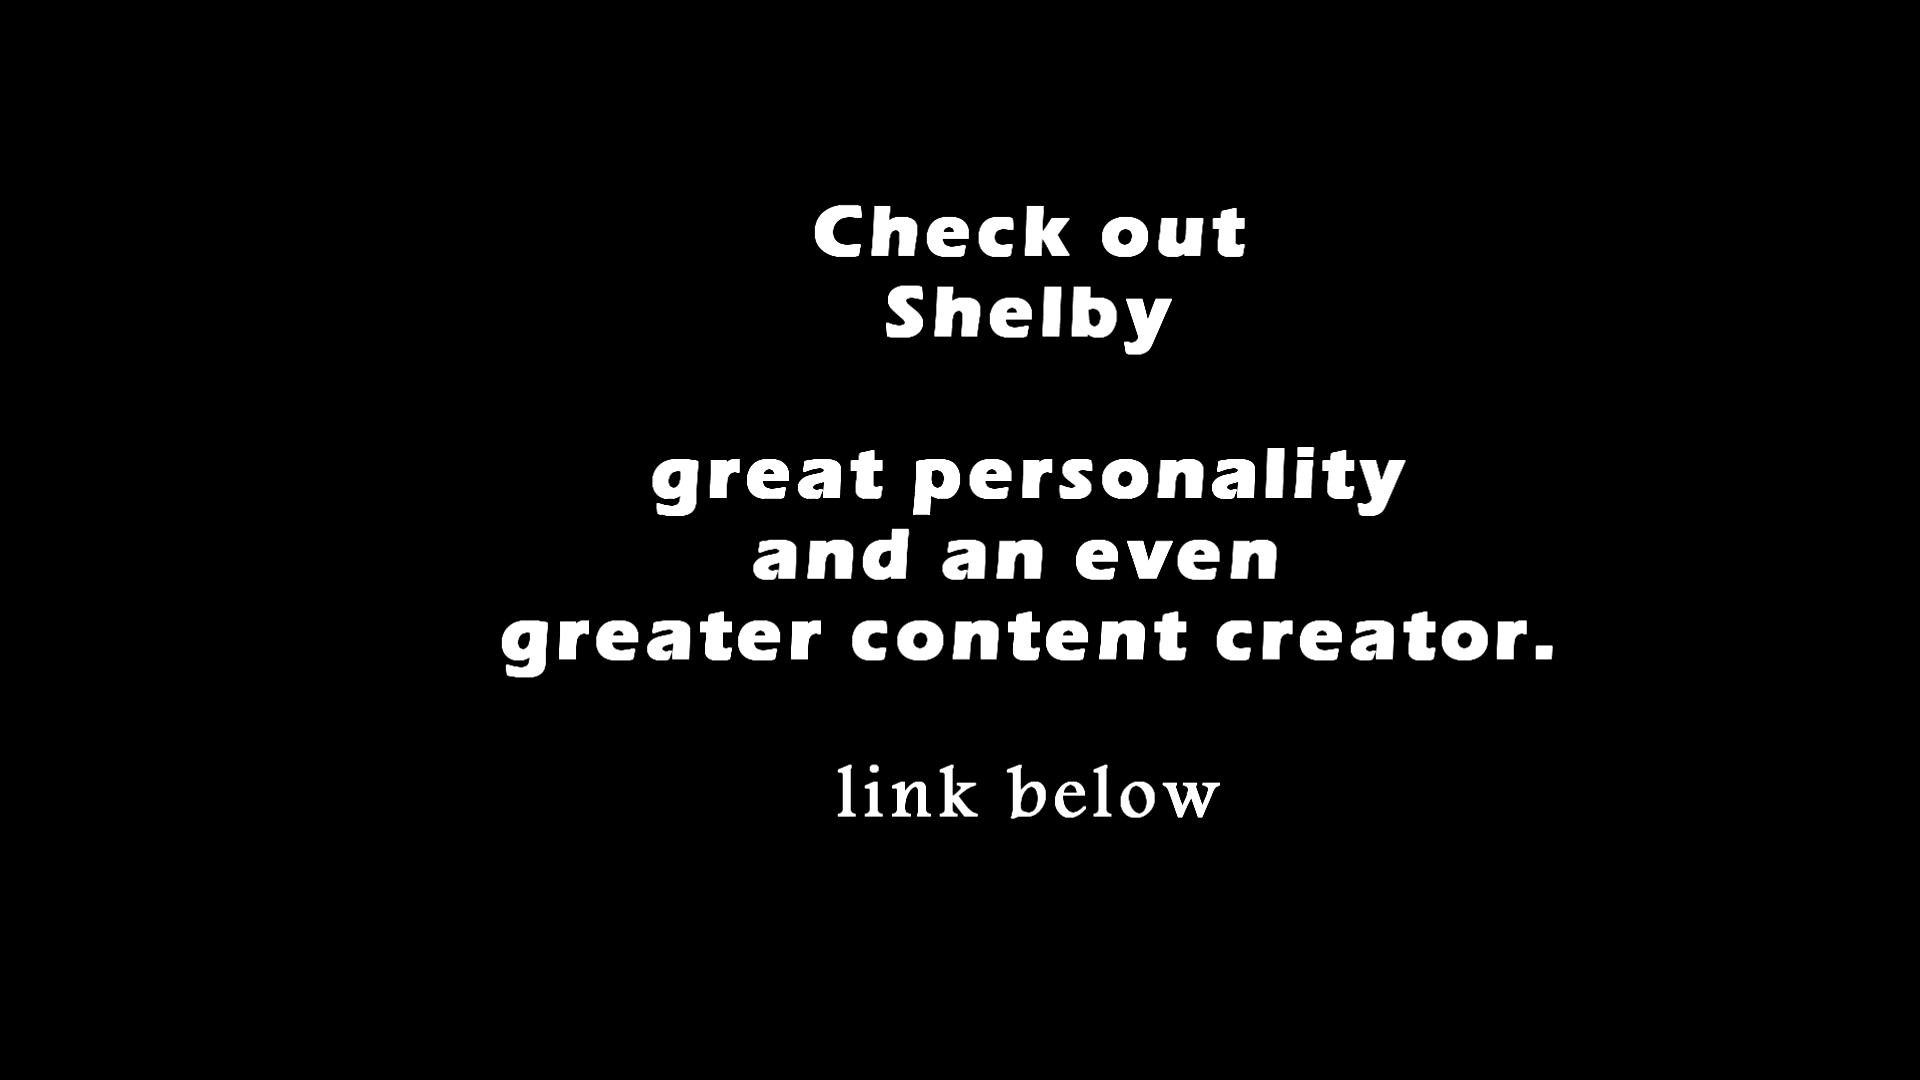 Check out
Shelby
great personality
and an even
greater content creator.
link below